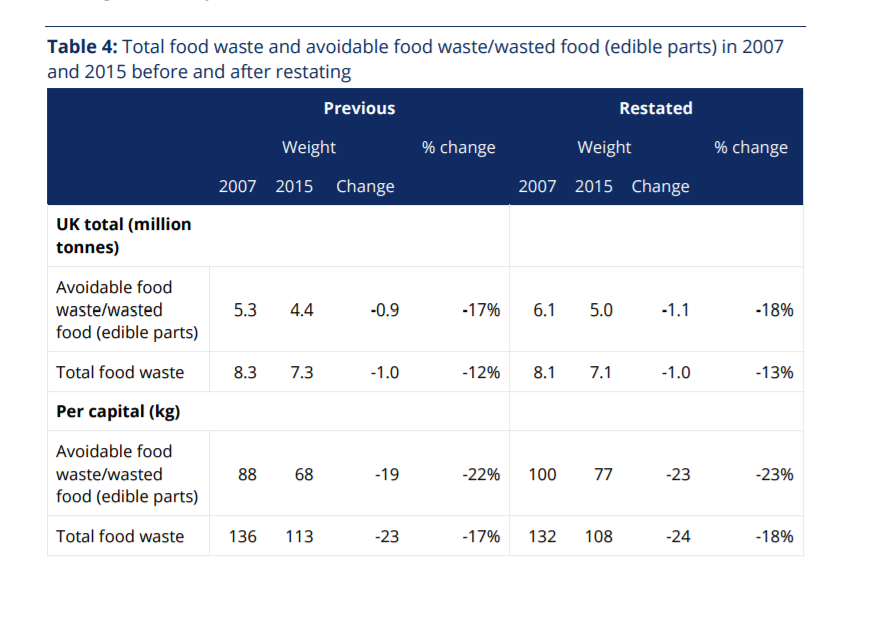 Table 4: Total food waste and avoidable food waste/wasted food (edible parts) in 2007
and 2015 before and after restating
Previous Restated
Weight % change Weight % change
2007 2015 Change 2007 2015 Change
UK total (million
tonnes)
Avoidable food
waste/wasted 5.3 4.4 -0.9 -17% 6.1 5.0 -1.1 -18%
food (edible parts)
Total food waste 8.3 7.3 -1.0 -12% 8.1 7.1 -1.0 -13%
Per capital (kg)
Avoidable food
waste/wasted 88 68 -19 -22% 100 77 -23 -23%
food (edible parts)
Total food waste 136 113 -23 -17% 132 108 -24 -18%